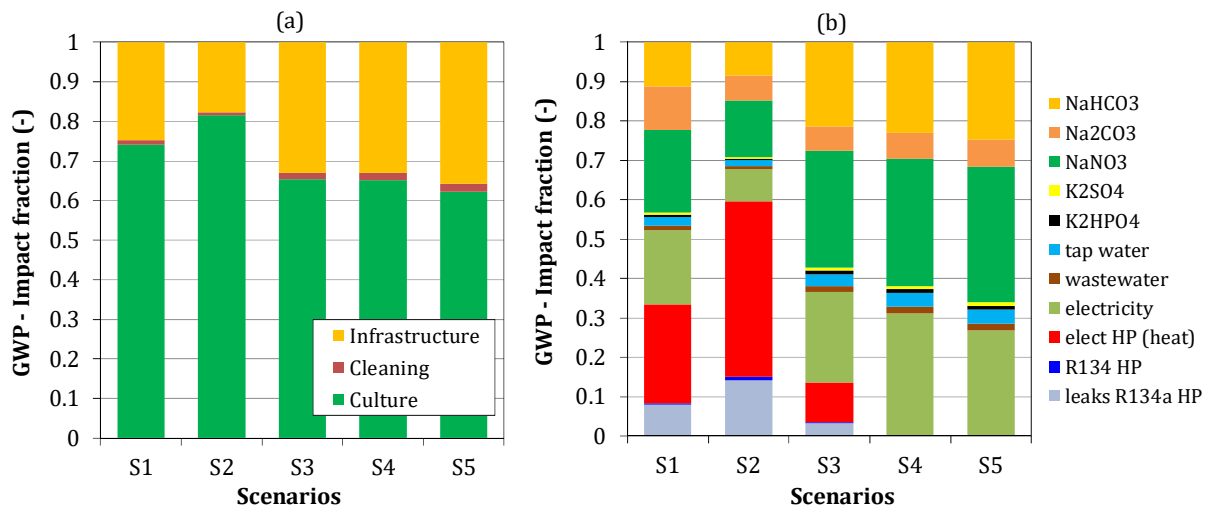 (a)
GWP - Impact fraction (-)
1
0.9
0.8
0.7
0.6
0.5
0.4
0.3
0.2
0.1
0
Infrastructure
Cleaning
Culture
S1 S2 S3 S4 S5
Scenarios
(b)
GWP - Impact fraction (-)
1
0.9
0.8
0.7
0.6
0.5
0.4
0.3
0.2
0.1
0
S1 S2 S3 S4 S5
Scenarios
NaHCO3
Na2CO3
NaNO3
K2SO4
K2HPO4
tap water
wastewater
electricity
elect HP (heat)
R134 HP
leaks R134a HP